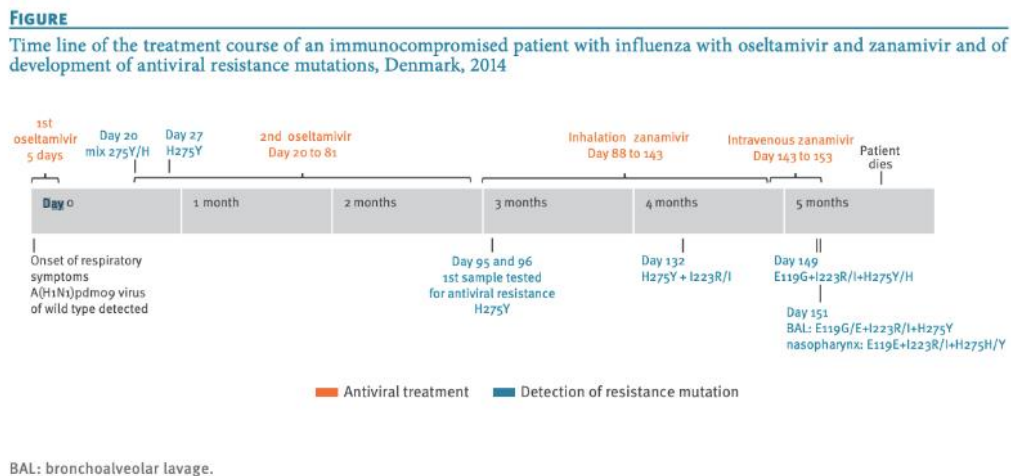 FIGURE
Time line of the treatment course of an immunocompromised patient with influenza with oseltamivir and zanamivir and of
development of antiviral resistance mutations, Denmark, 2014
1st
oseltamivir
5 days
Day 20
mix 275Y/H
Day 27
H275Y
2nd oseltamivir
Day 20 to 81
Inhalation zanamivir
Day 88 to 143
Intravenous zanamivir
Day 143 to 153
Patient
dies
Day 0
1 month
2 months
3 months
4 months
5 months
Onset of respiratory
symptoms
A(H1N1)pdm09 virus
of wild type detected
Day 95 and 96
1st sample tested
for antiviral resistance
H275Y
Day 132
H275Y + I223R/I
Day 149
E119G+I223R/I+H275Y/H
Day 151
BAL: E119G/E+I223R/I+H275Y
nasopharynx: E119E+I223R/I+H275H/Y
Antiviral treatment
Detection of resistance mutation
BAL: bronchoalveolar lavage.